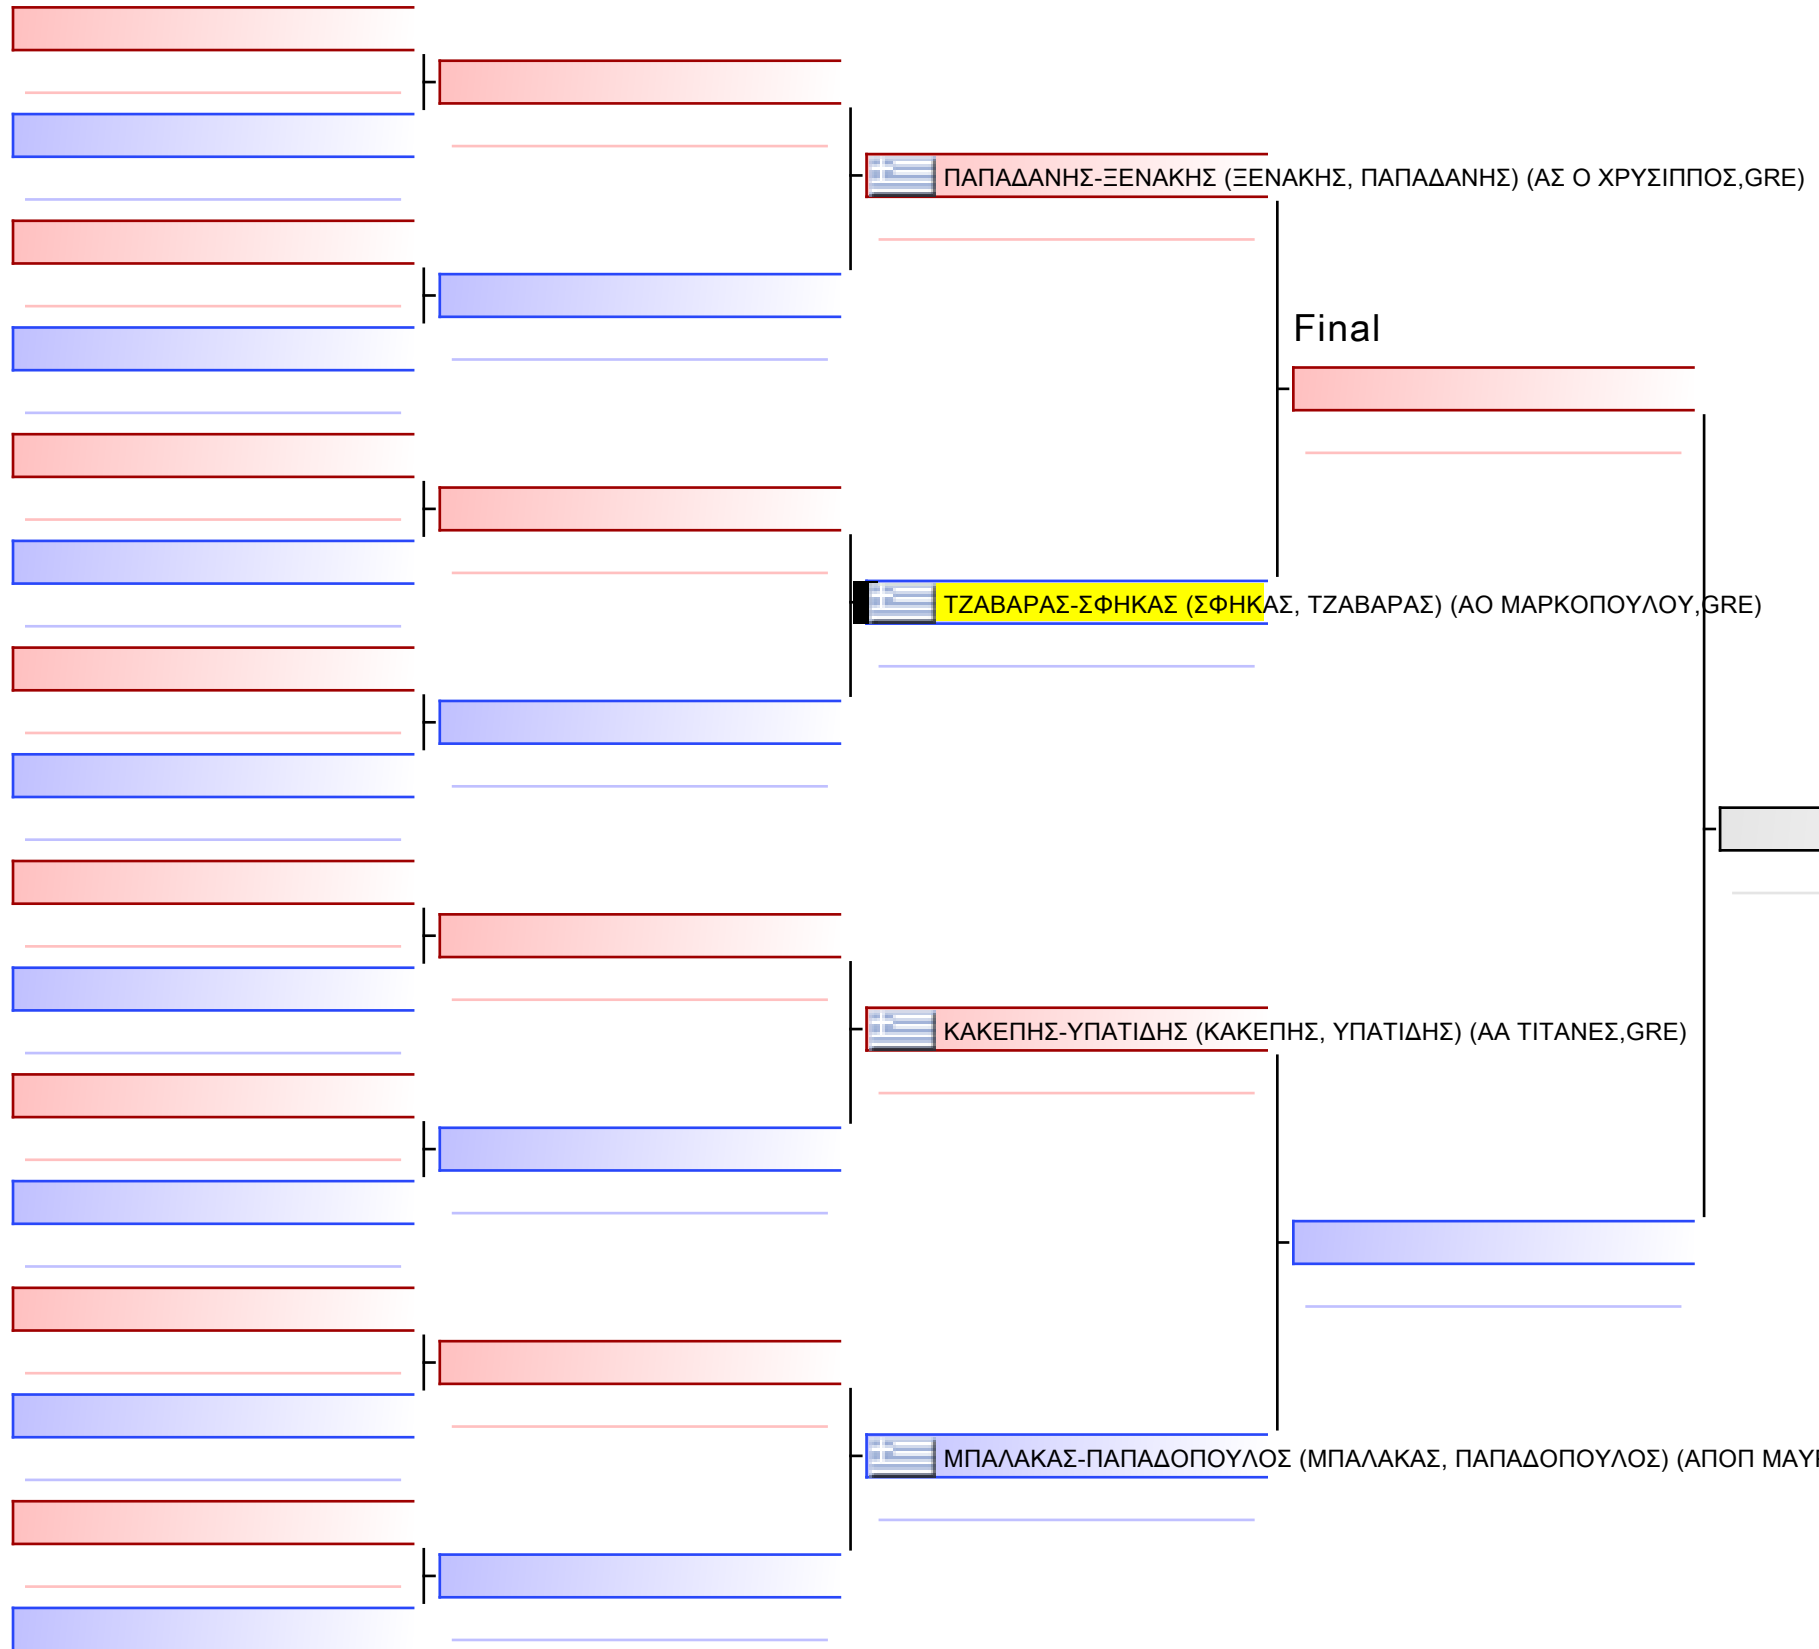 ΠΑΠΑΔΑΝΗΣ-ΞΕΝΑΚΗΣ (ΞΕΝΑΚΗΣ, ΠΑΠΑΔΑΝΗΣ) (ΑΣ Ο ΧΡΥΣΙΠΠΟΣ,GRE)
Final
ΤΖΑΒΑΡΑΣ-ΣΦΗΚΑΣ (ΣΦΗΚΑΣ, ΤΖΑΒΑΡΑΣ) (ΑΟ ΜΑΡΚΟΠΟΥΛΟΥ,GRE)
ΚΑΚΕΠΗΣ-ΥΠΑΤΙΔΗΣ (ΚΑΚΕΠΗΣ, ΥΠΑΤΙΔΗΣ) (ΑΑ ΤΙΤΑΝΕΣ,GRE)
ΜΠΑΛΑΚΑΣ-ΠΑΠΑΔΟΠΟΥΛΟΣ (ΜΠΑΛΑΚΑΣ, ΠΑΠΑΔΟΠΟΥΛΟΣ) (ΑΠΟΠ